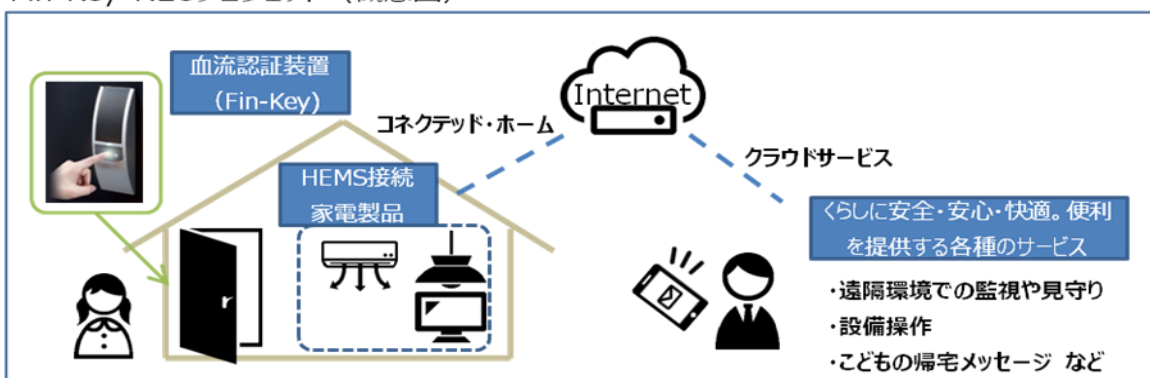 血流認証装置
(Fin-Key)
Internet
コネクテッド・ホーム
クラウドサービス
HEMS接続
家電製品
くらしに安全・安心・快適。便利
を提供する各種のサービス
・遠隔環境での監視や見守り
・設備操作
・こどもの帰宅メッセージ など